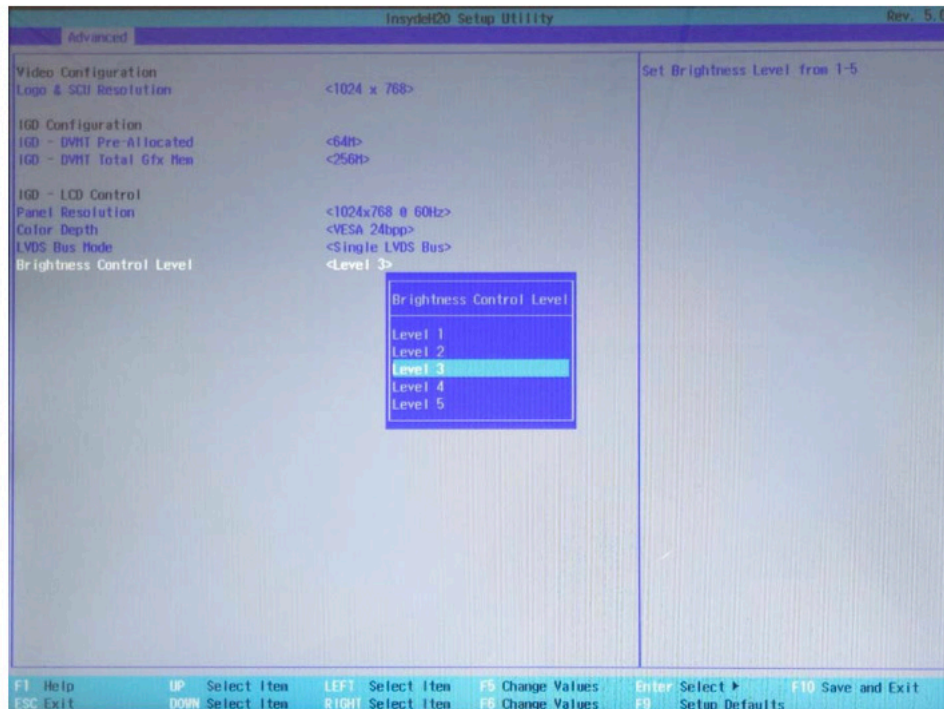 InsydeH20 Setup Utility Rev. 5.0
Advanced
Video Configuration
Logo & SCU Resolution <1024 x 768>
IGD Configuration
IGD - DVMT Pre-Allocated <64M>
IGD - DVMT Total Gfx Mem <256M>
IGD - LCD Control
Panel Resolution <1024x768 @ 60Hz>
Color Depth <VESA 24bpp>
LVDS Bus Mode <Single LVDS Bus>
Brightness Control Level <Level 3>
Brightness Control Level
Level 1
Level 2
Level 3
Level 4
Level 5
Set Brightness Level from 1-5
F1 Help UP Select Item LEFT Select Item F5 Change Values Enter Select ▶ F10 Save and Exit
ESC Exit DOWN Select Item RIGHT Select Item F6 Change Values F9 Setup Defaults